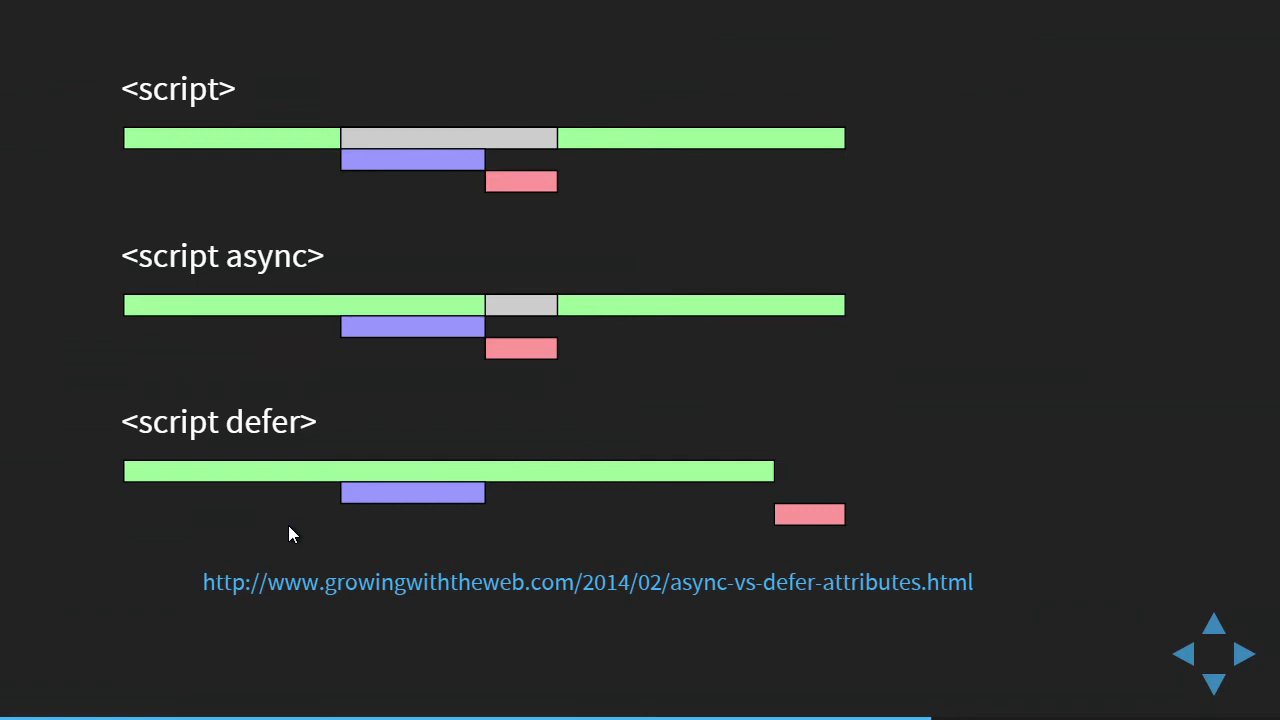 <script>
<script async>
<script defer>
http://www.growingwiththeweb.com/2014/02/async-vs-defer-attributes.html